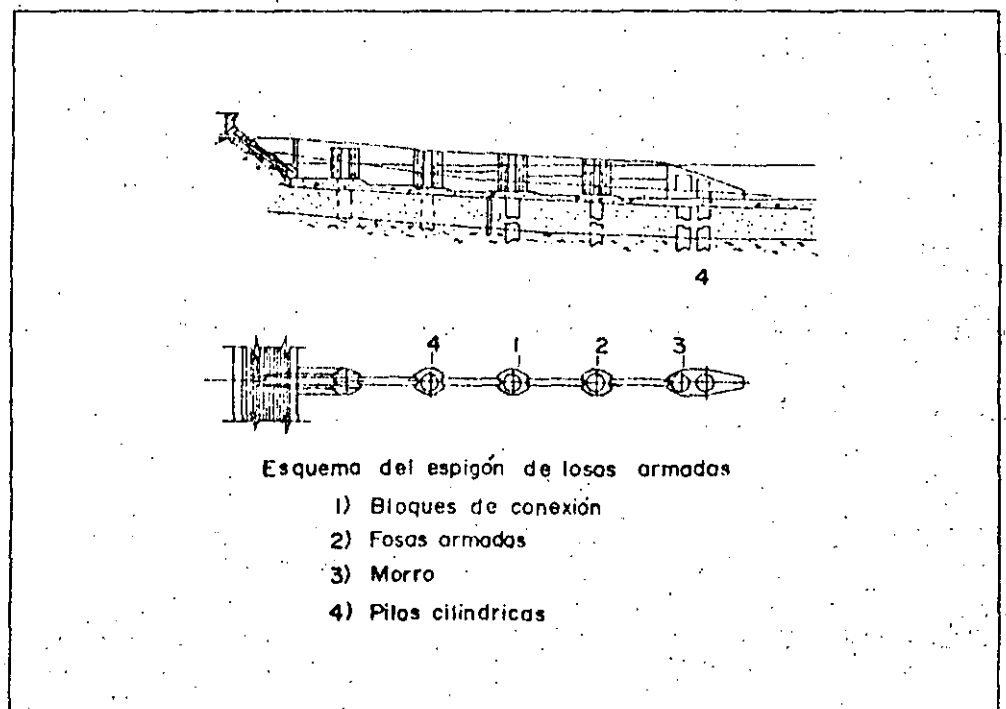 4
4 1 2 3
Esquema del espigón de losas armadas
1) Bloques de conexión
2) Fosas armadas
3) Morro
4) Pilas cilíndricas